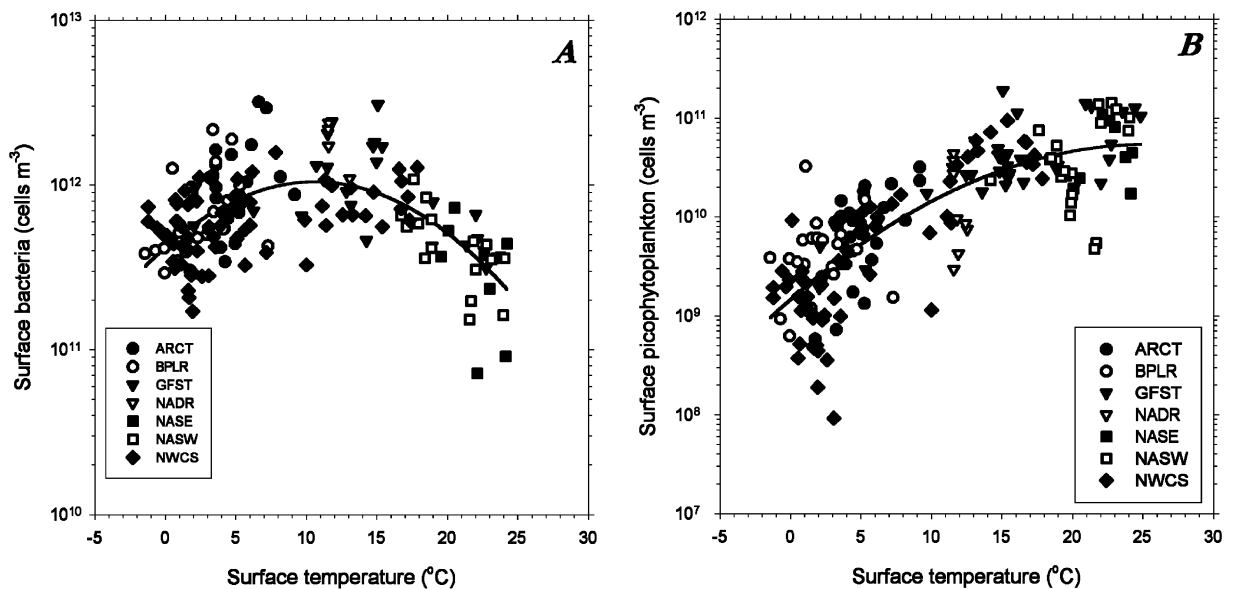 A
10^13
10^12
10^11
10^10
Surface bacteria (cells m^-3)
ARCT
BPLR
GFST
NADR
NASE
NASW
NWCS
-5 0 5 10 15 20 25 30
Surface temperature (°C)
B
10^12
10^11
10^10
10^9
10^8
10^7
Surface picophytoplankton (cells m^-3)
ARCT
BPLR
GFST
NADR
NASE
NASW
NWCS
-5 0 5 10 15 20 25 30
Surface temperature (°C)